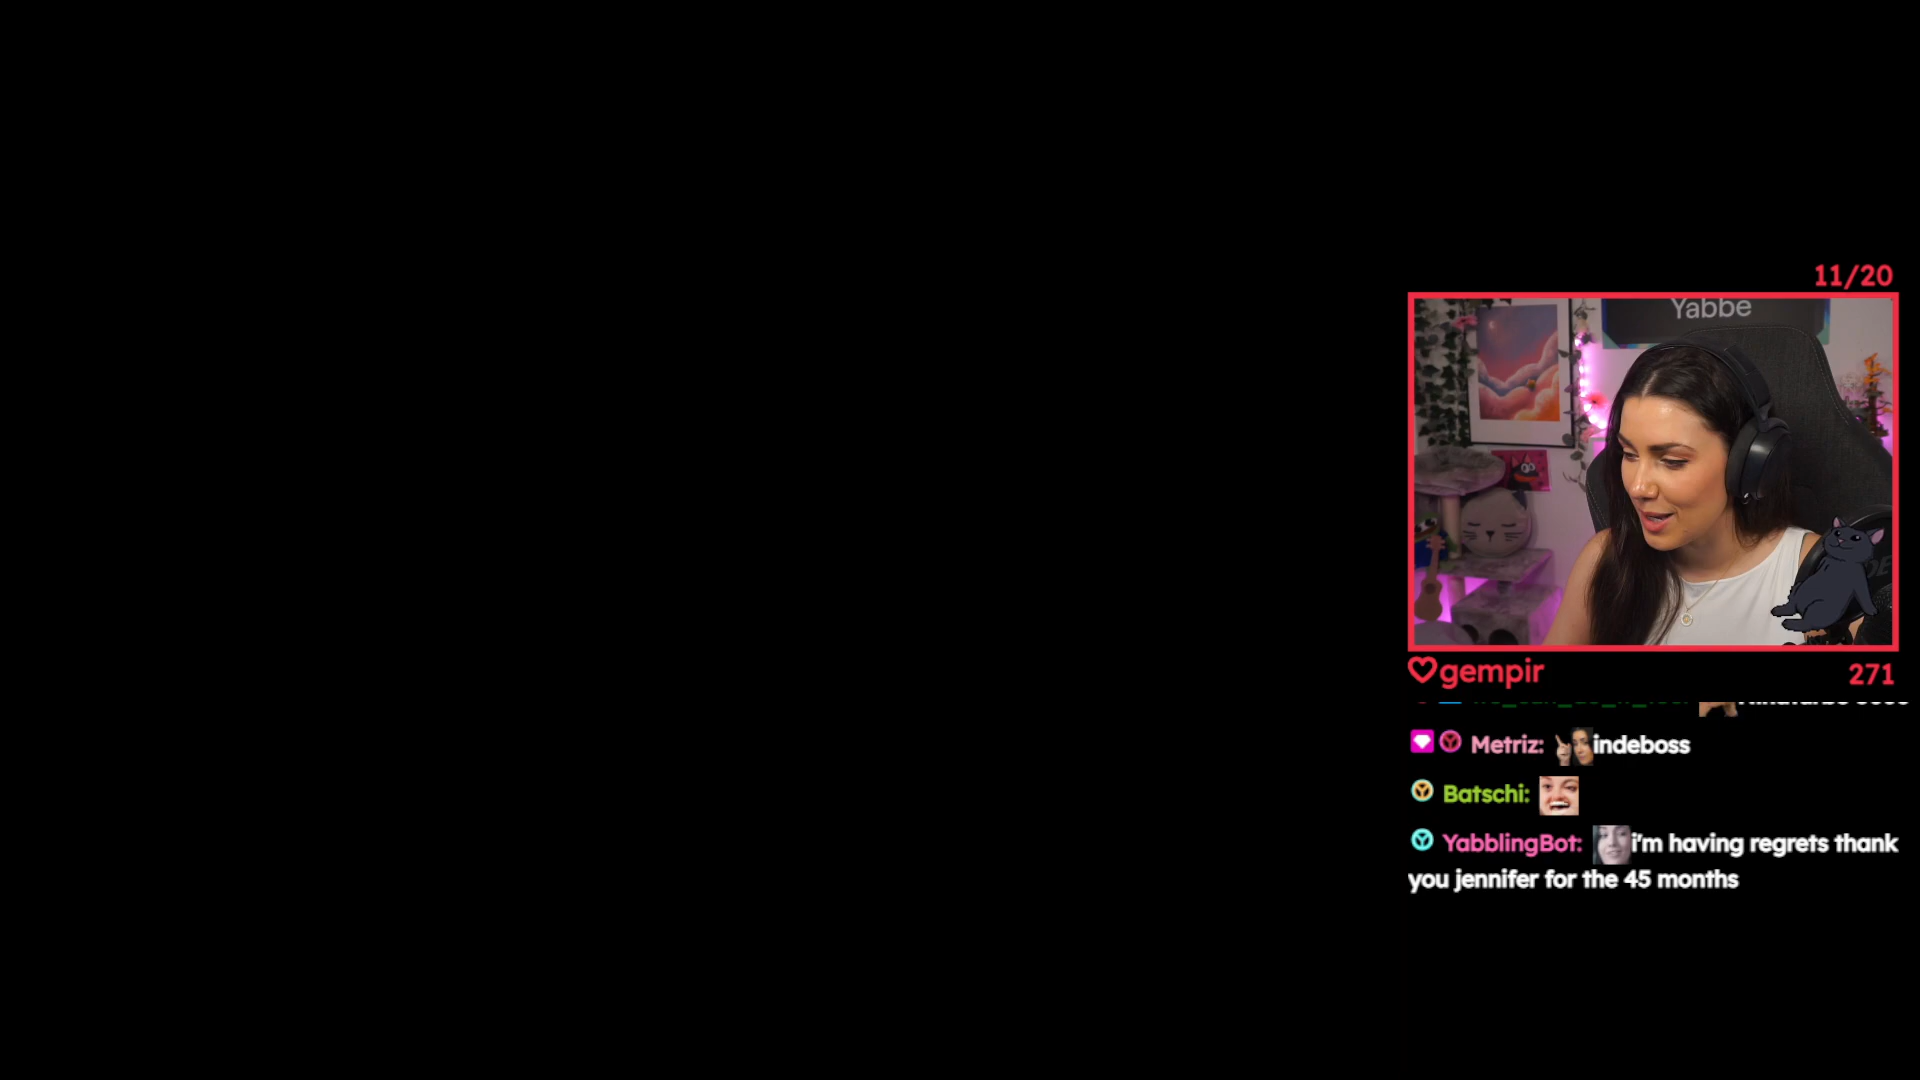 11/20
Yabbe
gempir
271
Metriz: indeboss
Batschi:
YabblingBot: i'm having regrets thank
you jennifer for the 45 months